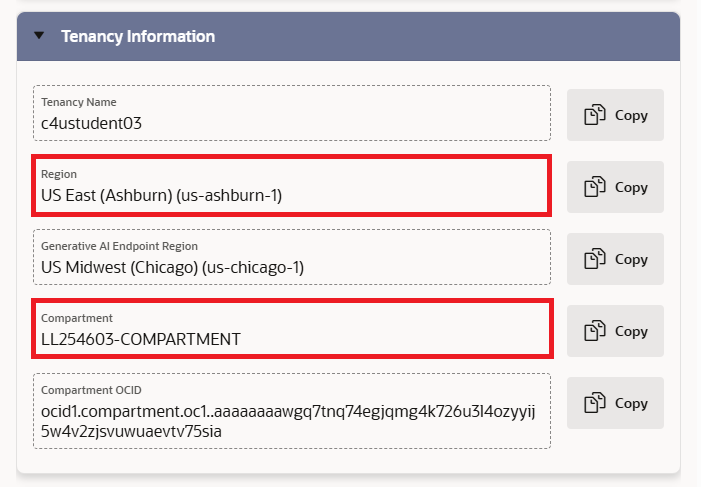 Tenancy Information
Tenancy Name
c4ustudent03
Copy
Region
US East (Ashburn) (us-ashburn-1)
Copy
Generative AI Endpoint Region
US Midwest (Chicago) (us-chicago-1)
Copy
Compartment
LL254603-COMPARTMENT
Copy
Compartment OCID
ocid1.compartment.oc1..aaaaaaaawgq7tnq74egjqmg4k726u3l4ozyyij
5w4v2zjsvuwuaevtv75sia
Copy